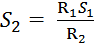 S₂ = R₁S₁ / R₂